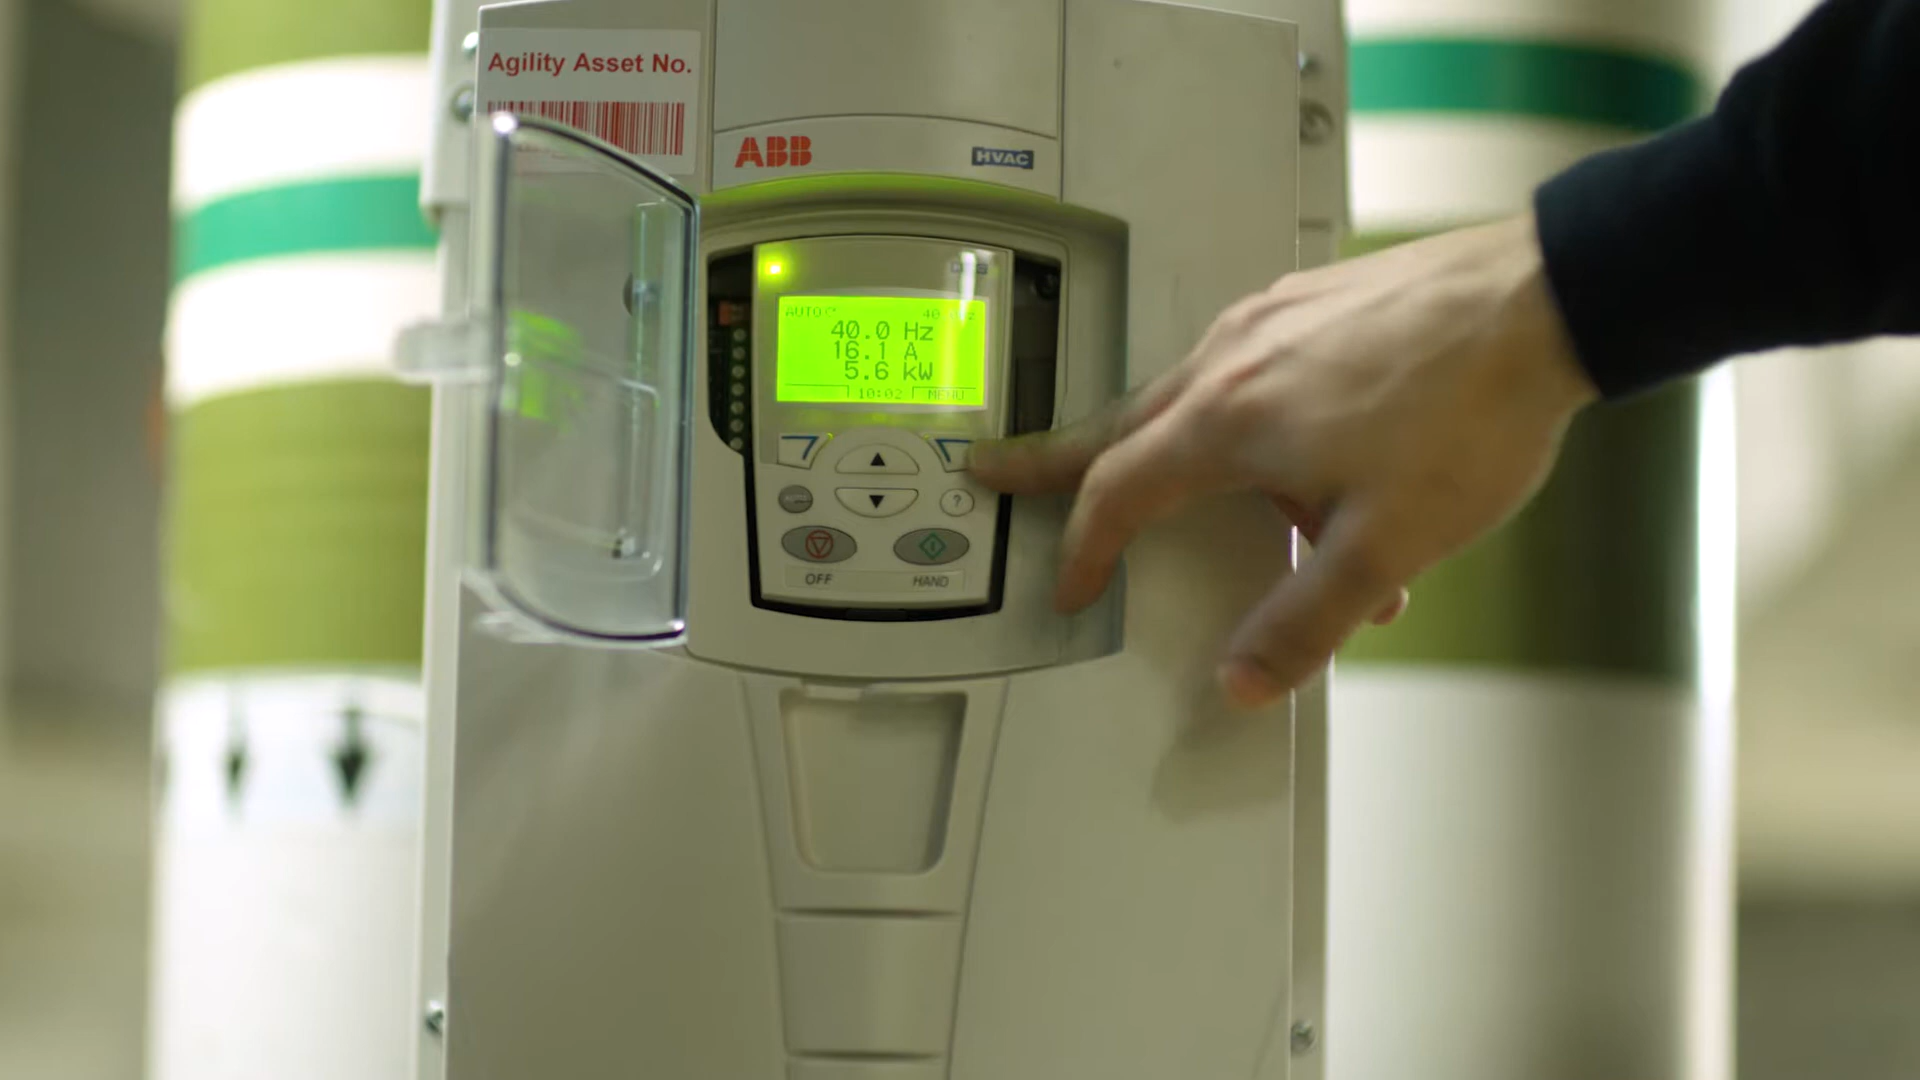 Agility Asset No.
ABB
HVAC
AUTO
40.0 Hz
16.1 A
5.6 kW
10:02 MENU
AUTO
?
OFF
HAND